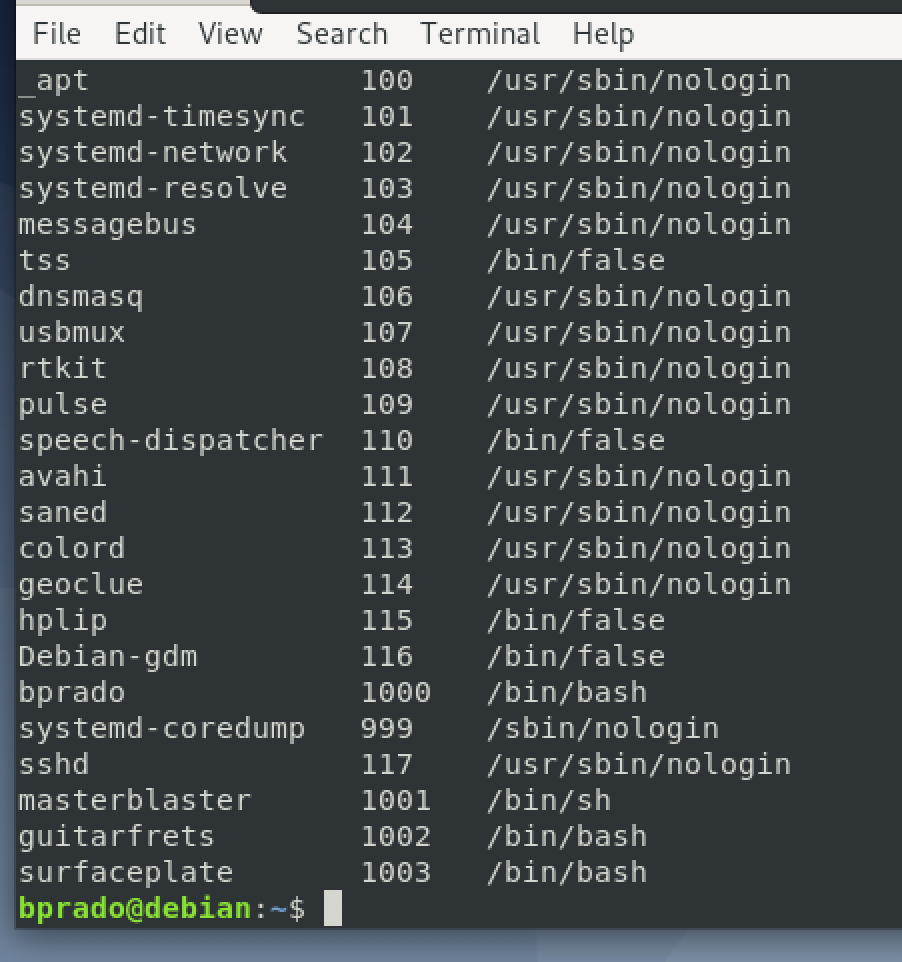 File Edit View Search Terminal Help
_apt 100 /usr/sbin/nologin
systemd-timesync 101 /usr/sbin/nologin
systemd-network 102 /usr/sbin/nologin
systemd-resolve 103 /usr/sbin/nologin
messagebus 104 /usr/sbin/nologin
tss 105 /bin/false
dnsmasq 106 /usr/sbin/nologin
usbmux 107 /usr/sbin/nologin
rtkit 108 /usr/sbin/nologin
pulse 109 /usr/sbin/nologin
speech-dispatcher 110 /bin/false
avahi 111 /usr/sbin/nologin
saned 112 /usr/sbin/nologin
colord 113 /usr/sbin/nologin
geoclue 114 /usr/sbin/nologin
hplip 115 /bin/false
Debian-gdm 116 /bin/false
bprado 1000 /bin/bash
systemd-coredump 999 /sbin/nologin
sshd 117 /usr/sbin/nologin
masterblaster 1001 /bin/sh
guitarfrets 1002 /bin/bash
surfaceplate 1003 /bin/bash
bprado@debian:~$